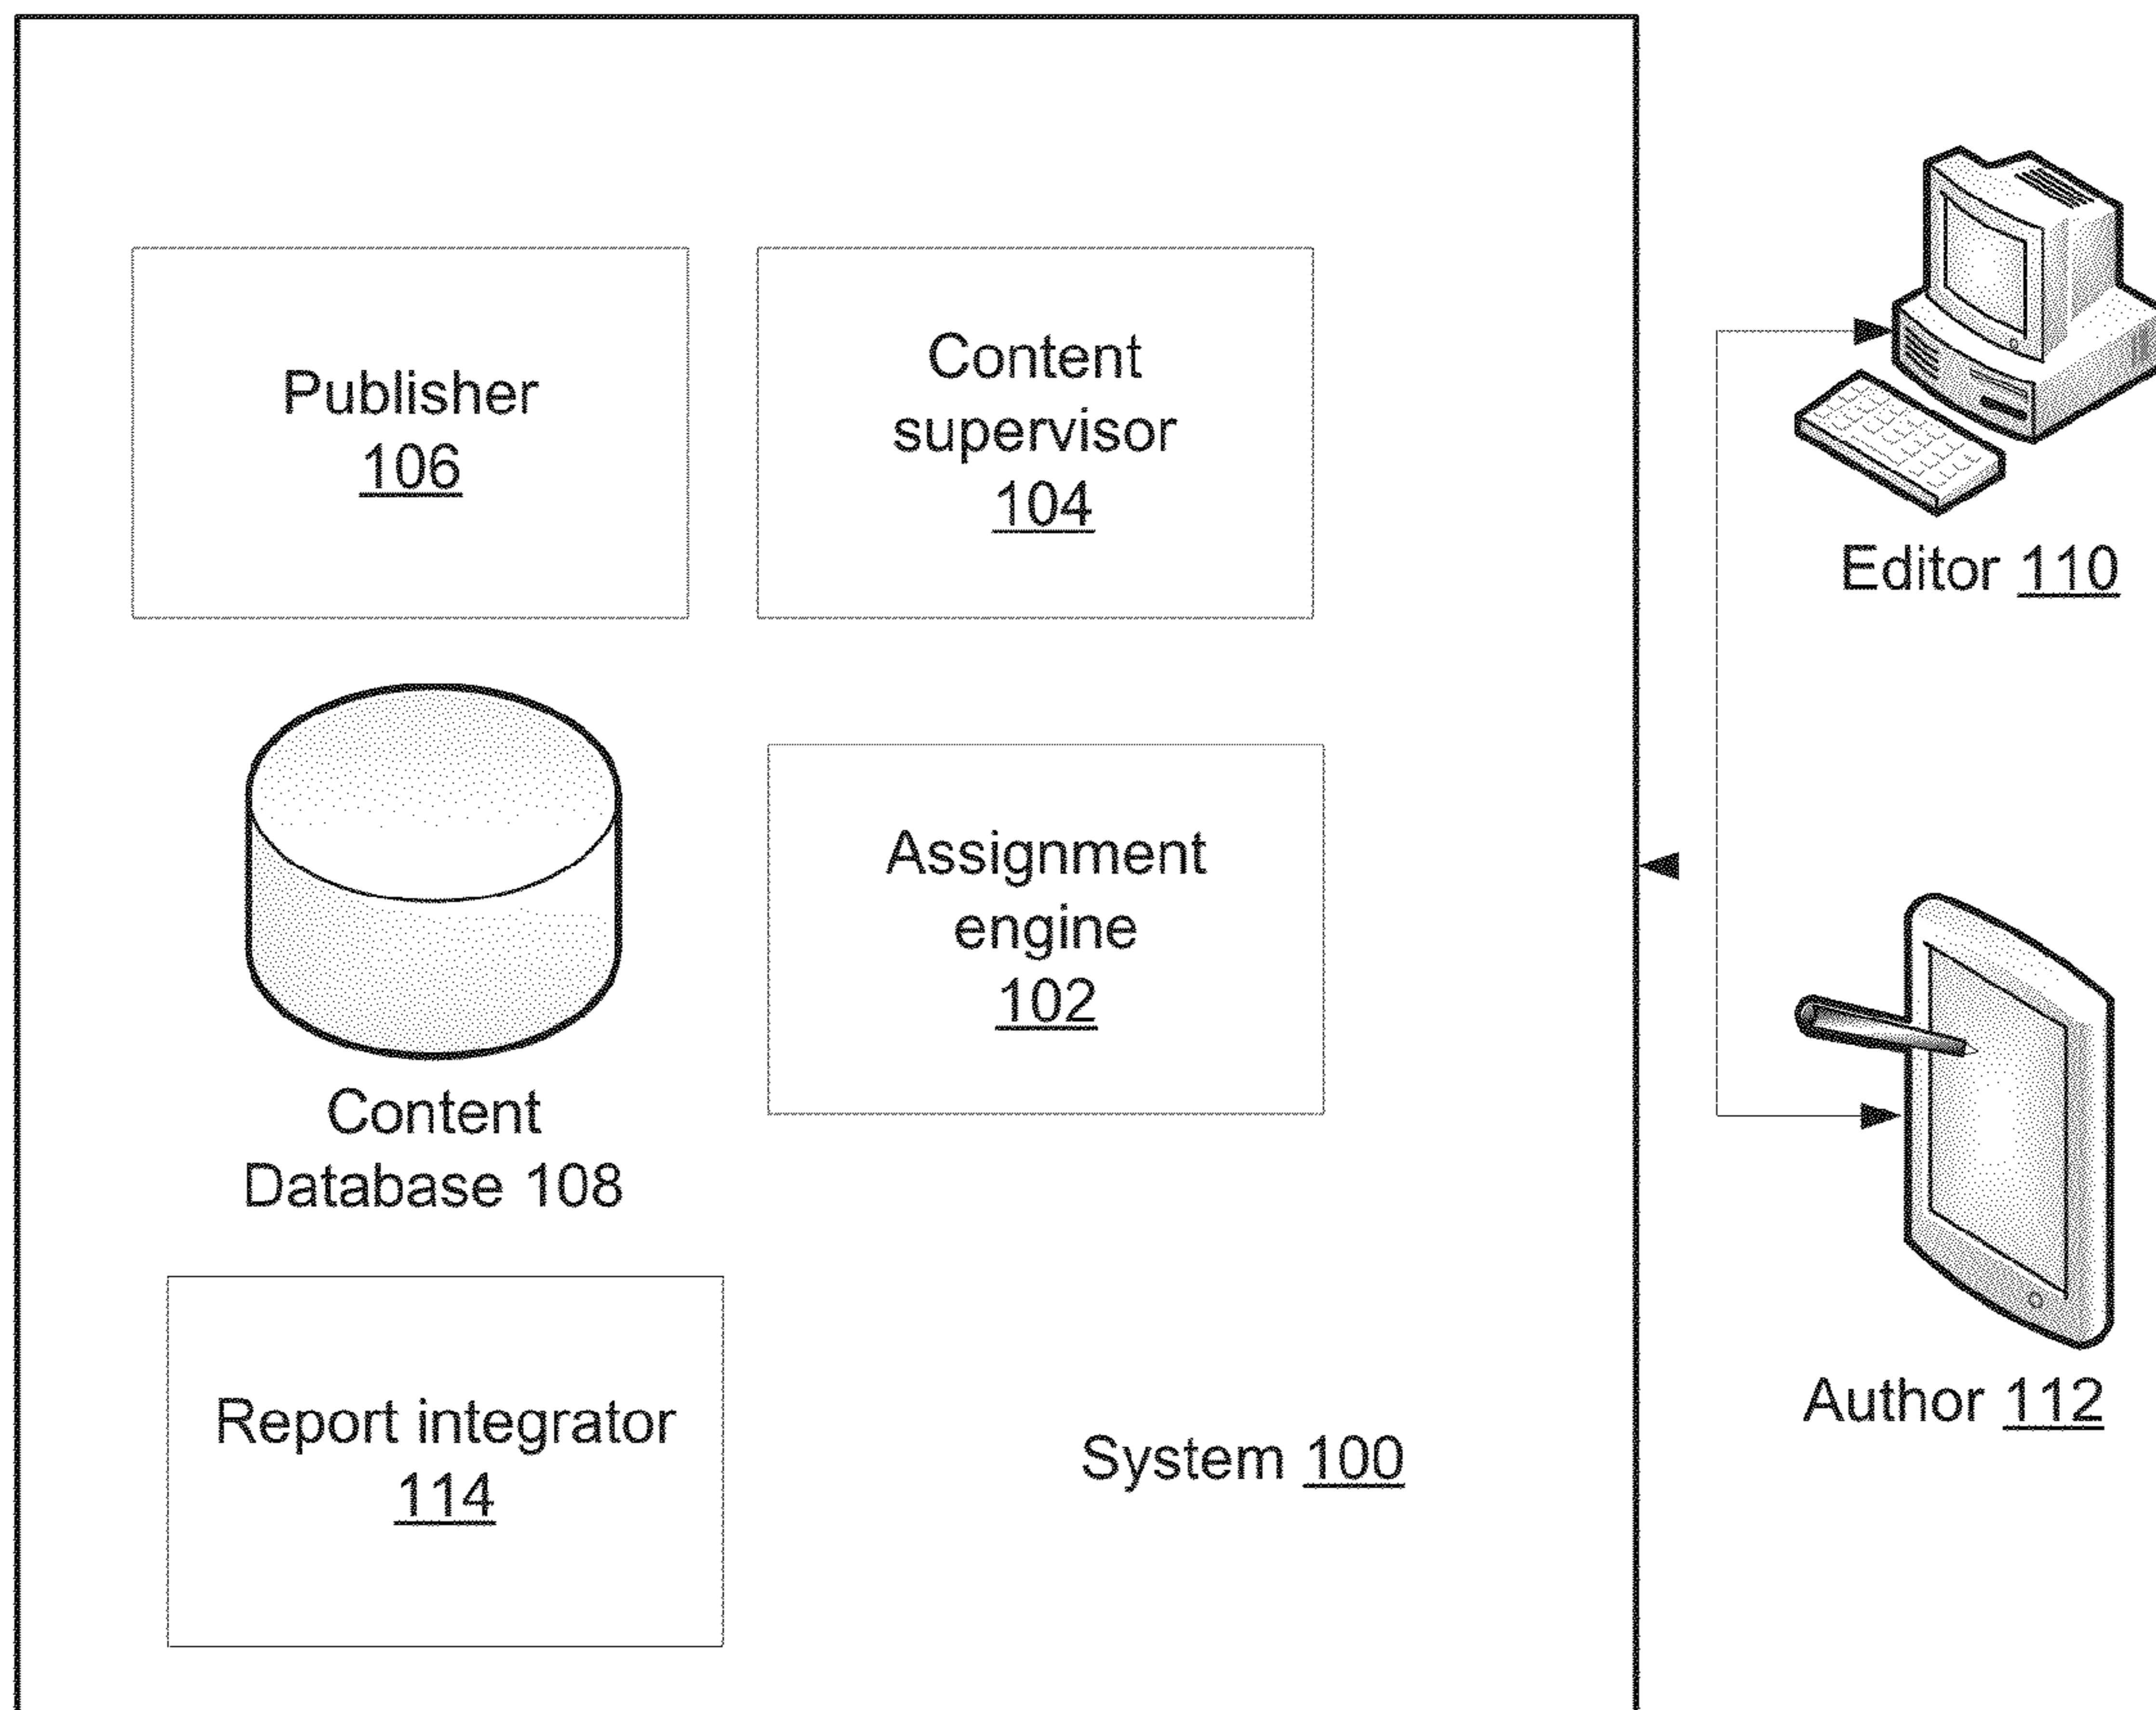 Publisher
106
Content
supervisor
104
Editor 110
Assignment
engine
102
Content
Database 108
Report integrator
114
System 100
Author 112